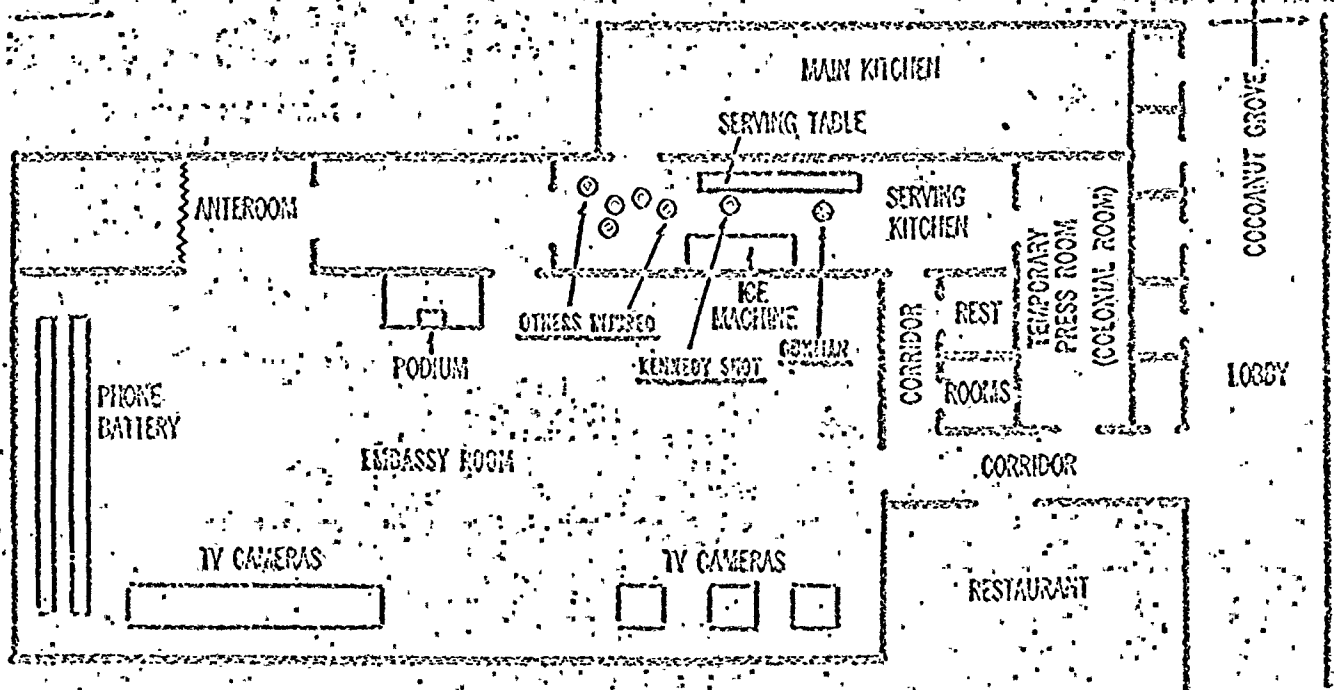 MAIN KITCHEN
SERVING TABLE
COCOANUT GROVE
ANTEROOM
SERVING
KITCHEN
TEMPORARY
PRESS ROOM
(COLONIAL ROOM)
OTHERS INJURED
ICE
MACHINE
KENNEDY SHOT
GUNMAN
CORRIDOR
REST
ROOMS
PODIUM
LOBBY
PHONE
BATTERY
EMBASSY ROOM
CORRIDOR
TV CAMERAS
TV CAMERAS
RESTAURANT